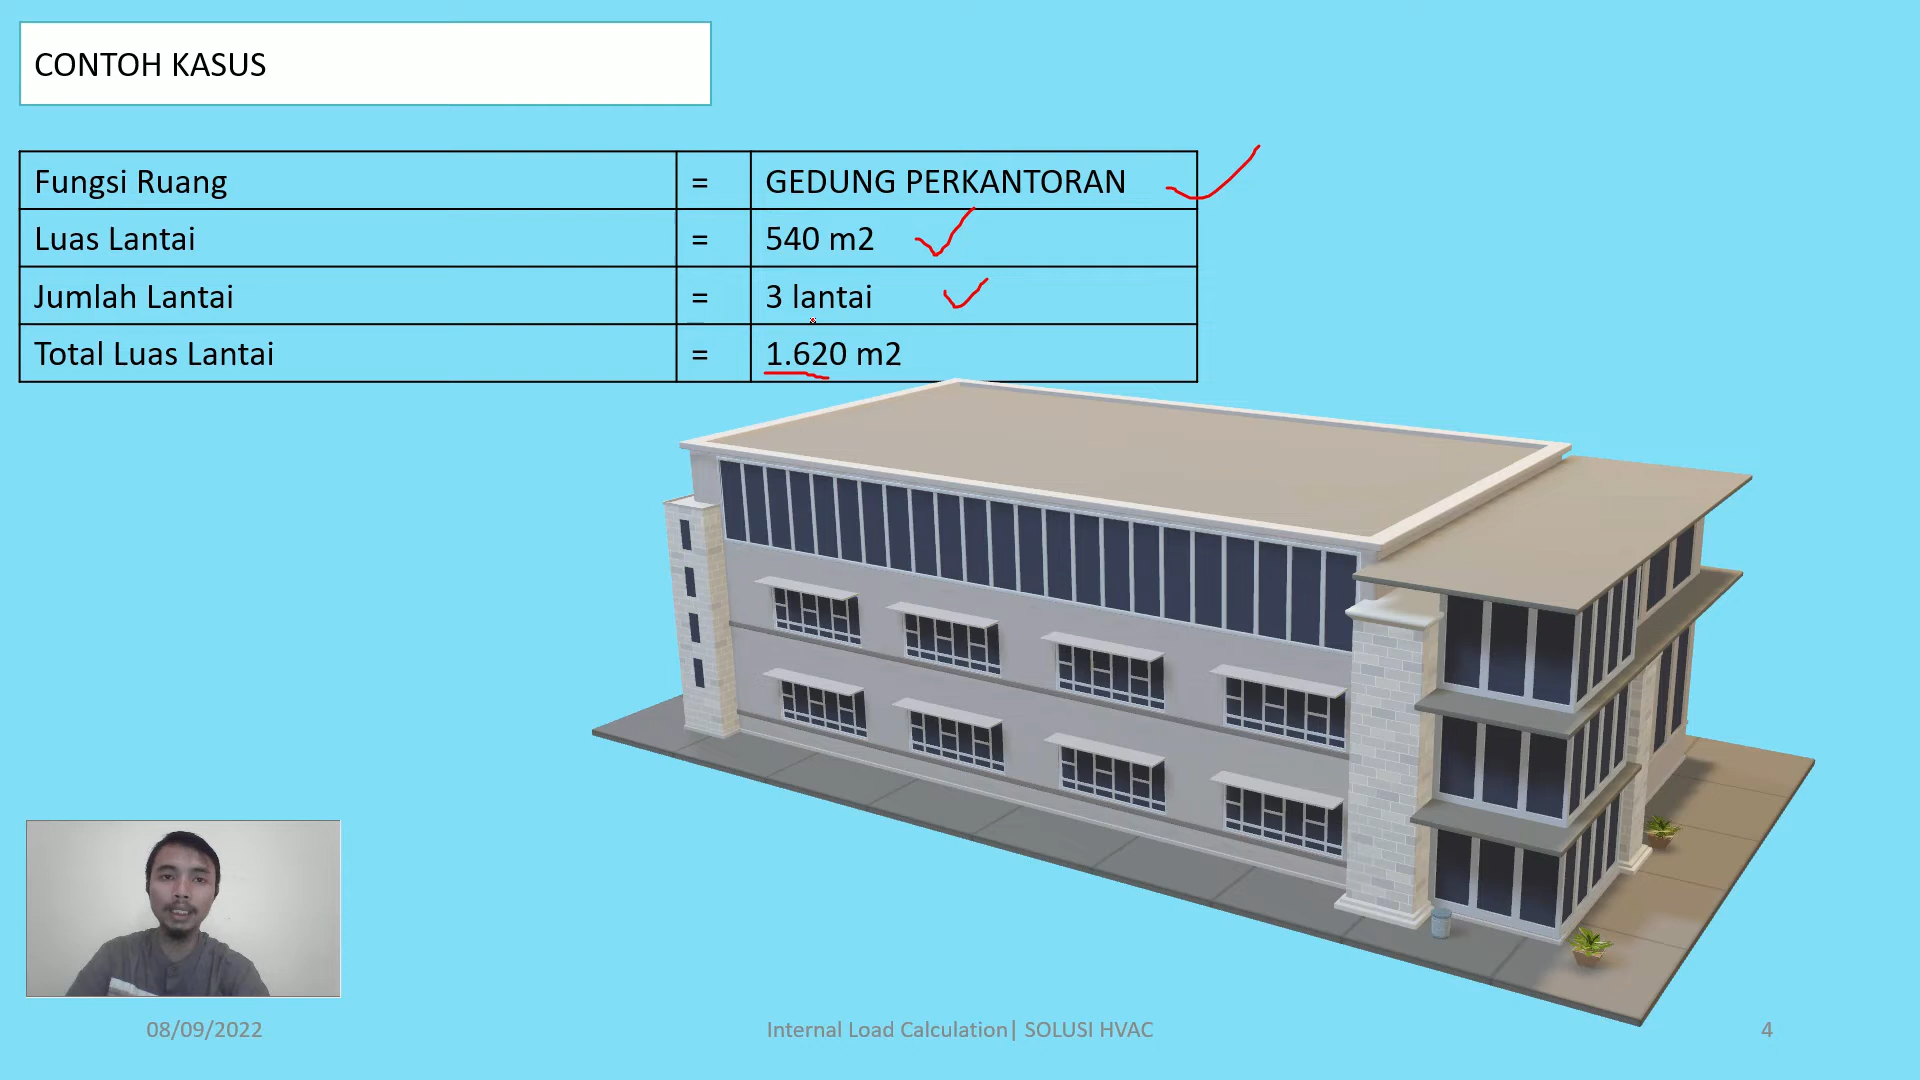 CONTOH KASUS
Fungsi Ruang = GEDUNG PERKANTORAN
Luas Lantai = 540 m2
Jumlah Lantai = 3 lantai
Total Luas Lantai = 1.620 m2
08/09/2022 Internal Load Calculation| SOLUSI HVAC 4